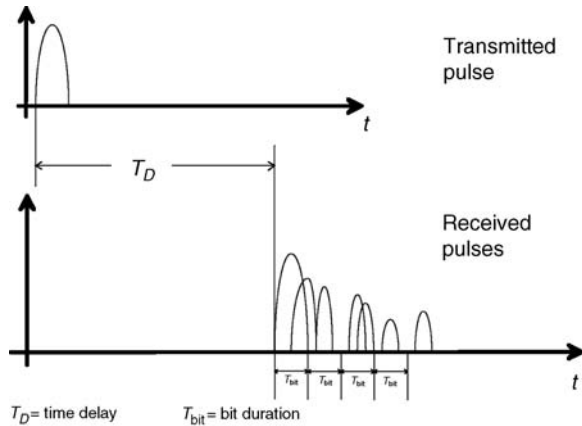 Transmitted
pulse
t
T_D
Received
pulses
T_bit T_bit T_bit T_bit
t
T_D = time delay T_bit = bit duration